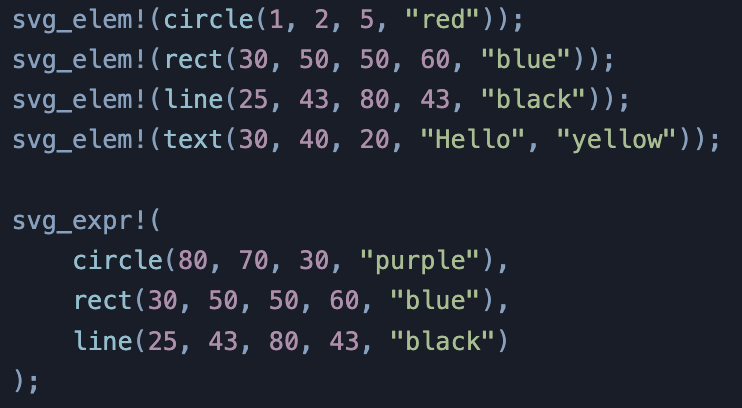 svg_elem!(circle(1, 2, 5, "red"));
svg_elem!(rect(30, 50, 50, 60, "blue"));
svg_elem!(line(25, 43, 80, 43, "black"));
svg_elem!(text(30, 40, 20, "Hello", "yellow"));

svg_expr!(
    circle(80, 70, 30, "purple"),
    rect(30, 50, 50, 60, "blue"),
    line(25, 43, 80, 43, "black")
);